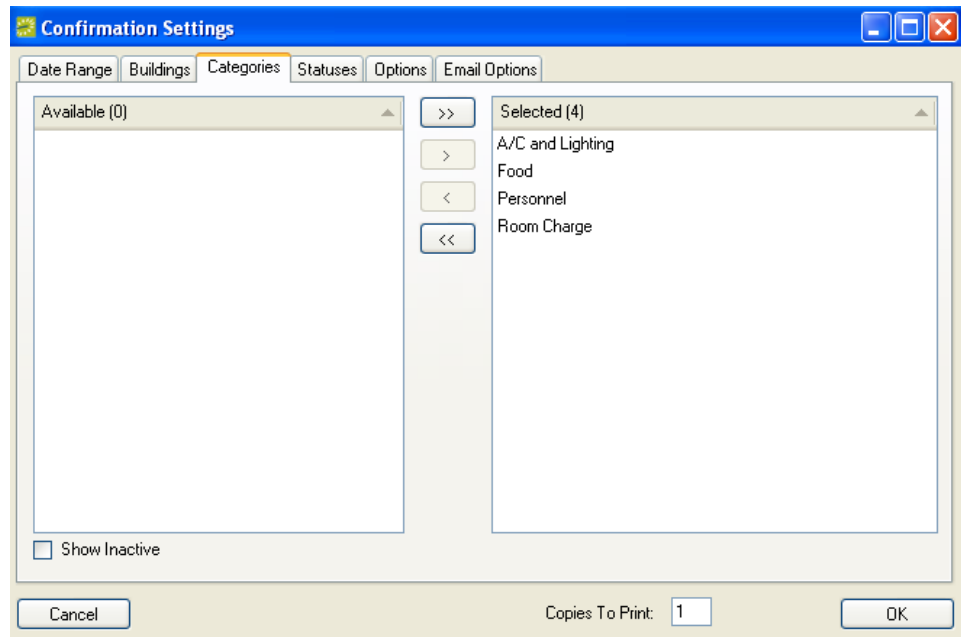 Confirmation Settings
Date Range Buildings Categories Statuses Options Email Options
Available (0) >> Selected (4)
A/C and Lighting
>
Food
< Personnel
Room Charge
<<
Show Inactive
Cancel Copies To Print: 1 OK